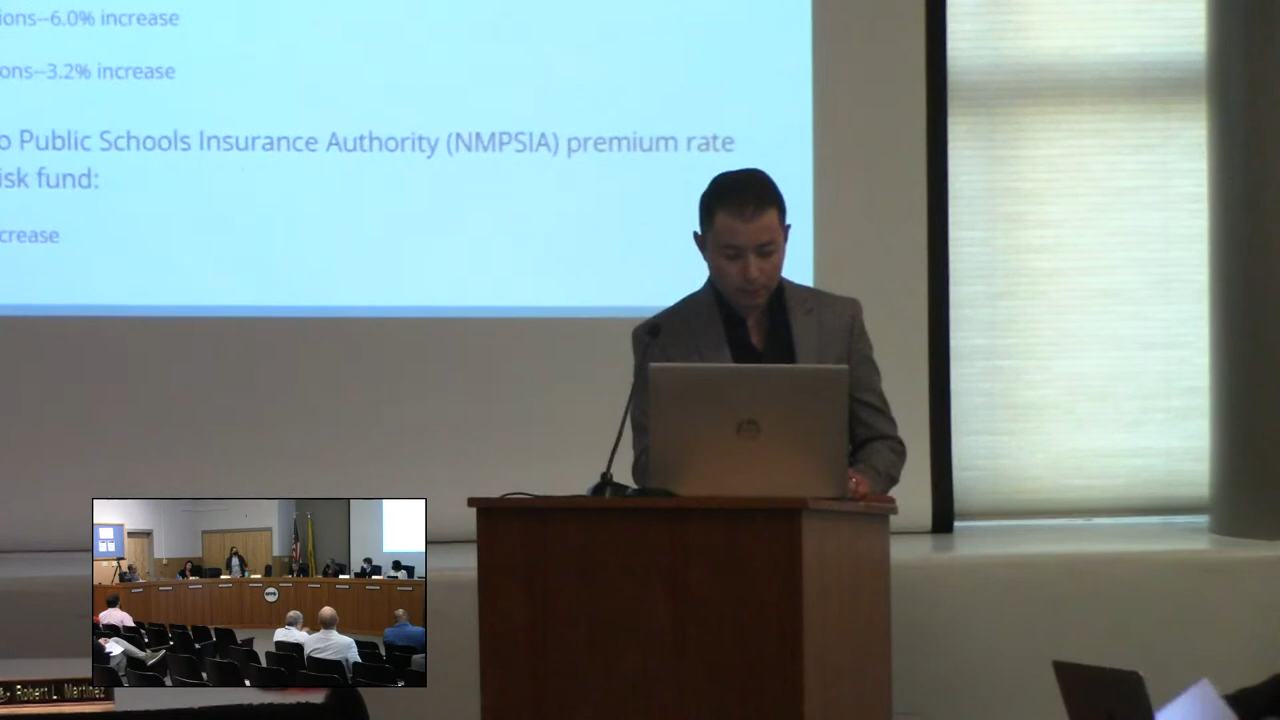 ions--6.0% increase
ons--3.2% increase
o Public Schools Insurance Authority (NMPSIA) premium rate
isk fund:
crease
Robert L. Martinez